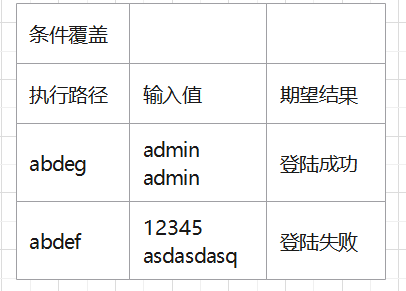 条件覆盖
执行路径 输入值 期望结果
abdeg admin admin 登陆成功
abdef 12345 asdasdasq 登陆失败